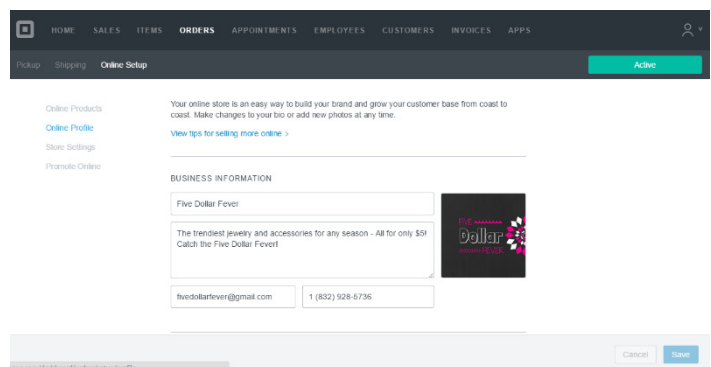 HOME SALES ITEMS ORDERS APPOINTMENTS EMPLOYEES CUSTOMERS INVOICES APPS
Pickup Shipping Online Setup Active
Online Products
Online Profile
Store Settings
Promote Online
Your online store is an easy way to build your brand and grow your customer base from coast to
coast. Make changes to your bio or add new photos at any time.
View tips for selling more online >
BUSINESS INFORMATION
Five Dollar Fever
The trendiest jewelry and accessories for any season - All for only $5!
Catch the Five Dollar Fever!
FIVE
Dollar
FEVER
fivedollarfever@gmail.com 1 (832) 928-5736
Cancel Save